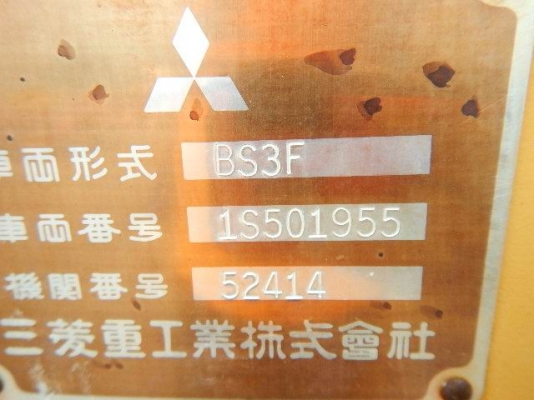 車両形式 BS3F
車両番号 1S501955
機関番号 52414
三菱重工業株式會社